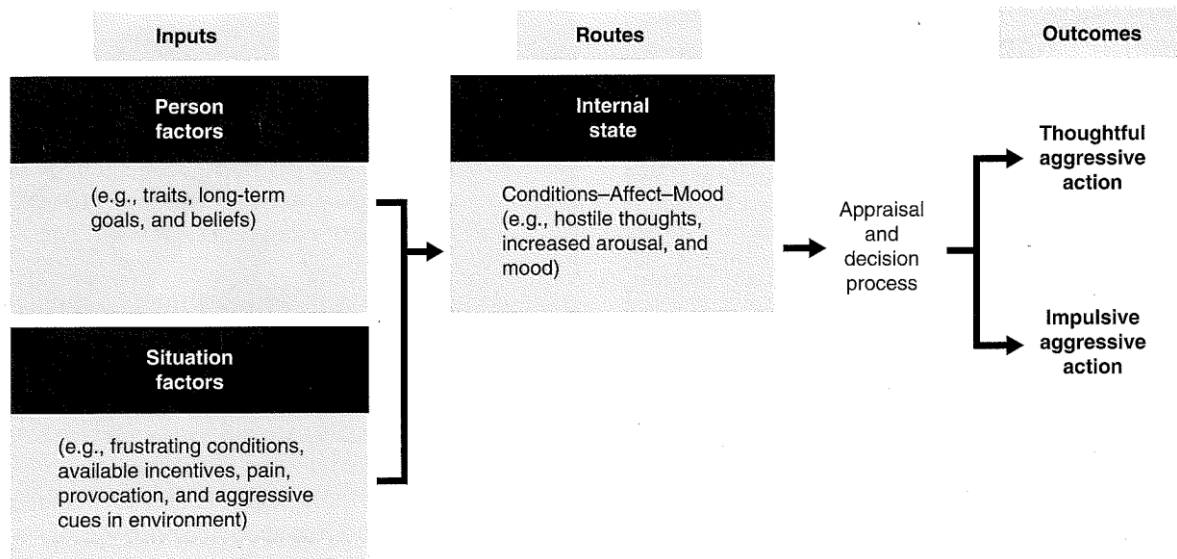 Inputs
Routes
Outcomes
Person
factors
(e.g., traits, long-term
goals, and beliefs)
Situation
factors
(e.g., frustrating conditions,
available incentives, pain,
provocation, and aggressive
cues in environment)
Internal
state
Conditions–Affect–Mood
(e.g., hostile thoughts,
increased arousal, and
mood)
Appraisal
and
decision
process
Thoughtful
aggressive
action
Impulsive
aggressive
action